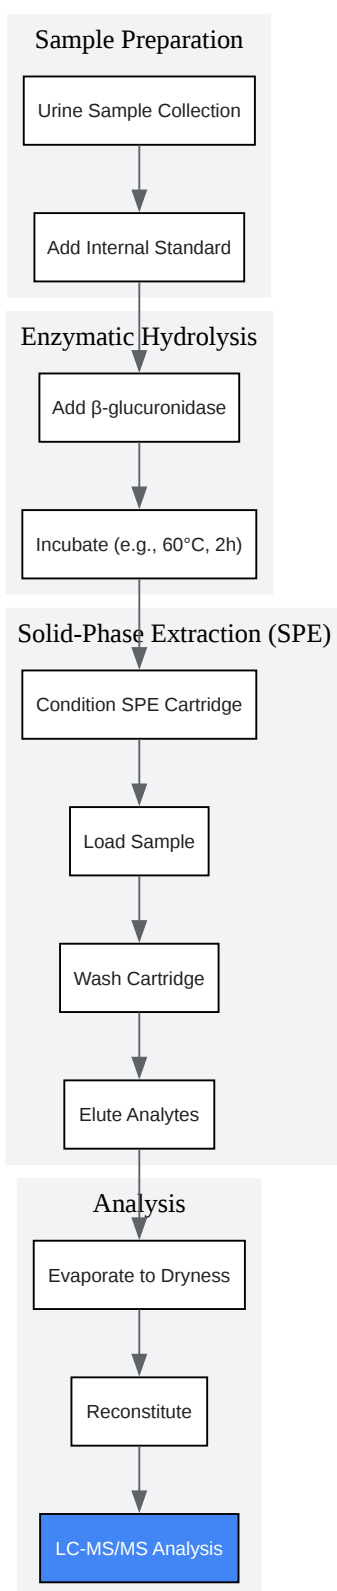 Sample Preparation
Urine Sample Collection
Add Internal Standard
Enzymatic Hydrolysis
Add β-glucuronidase
Incubate (e.g., 60°C, 2h)
Solid-Phase Extraction (SPE)
Condition SPE Cartridge
Load Sample
Wash Cartridge
Elute Analytes
Analysis
Evaporate to Dryness
Reconstitute
LC-MS/MS Analysis